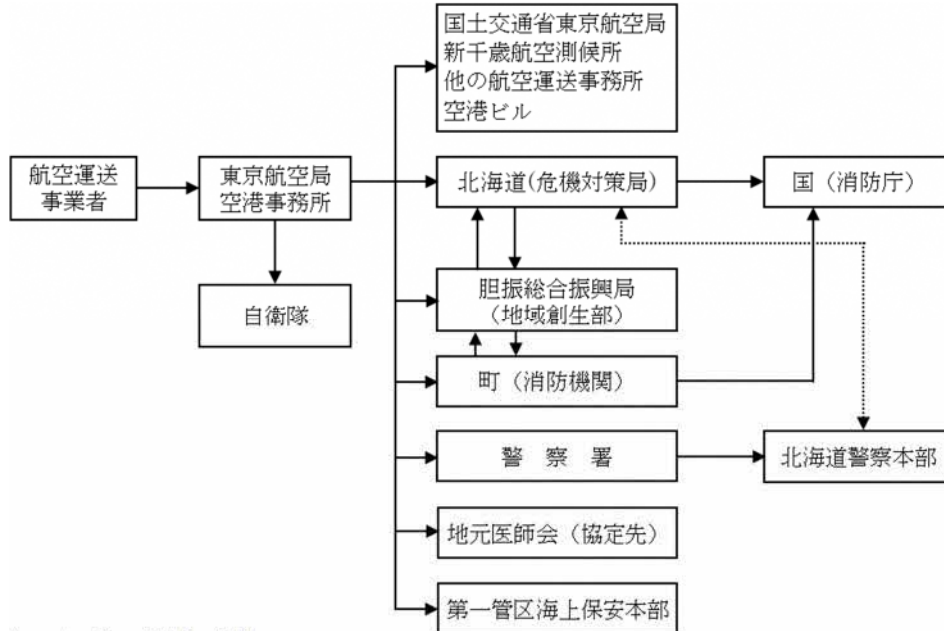 国土交通省東京航空局
新千歳航空測候所
他の航空運送事務所
空港ビル
航空運送
事業者
東京航空局
空港事務所
北海道(危機対策局)
国（消防庁）
自衛隊
胆振総合振興局
（地域創生部）
町（消防機関）
警　察　署
北海道警察本部
地元医師会（協定先）
第一管区海上保安本部